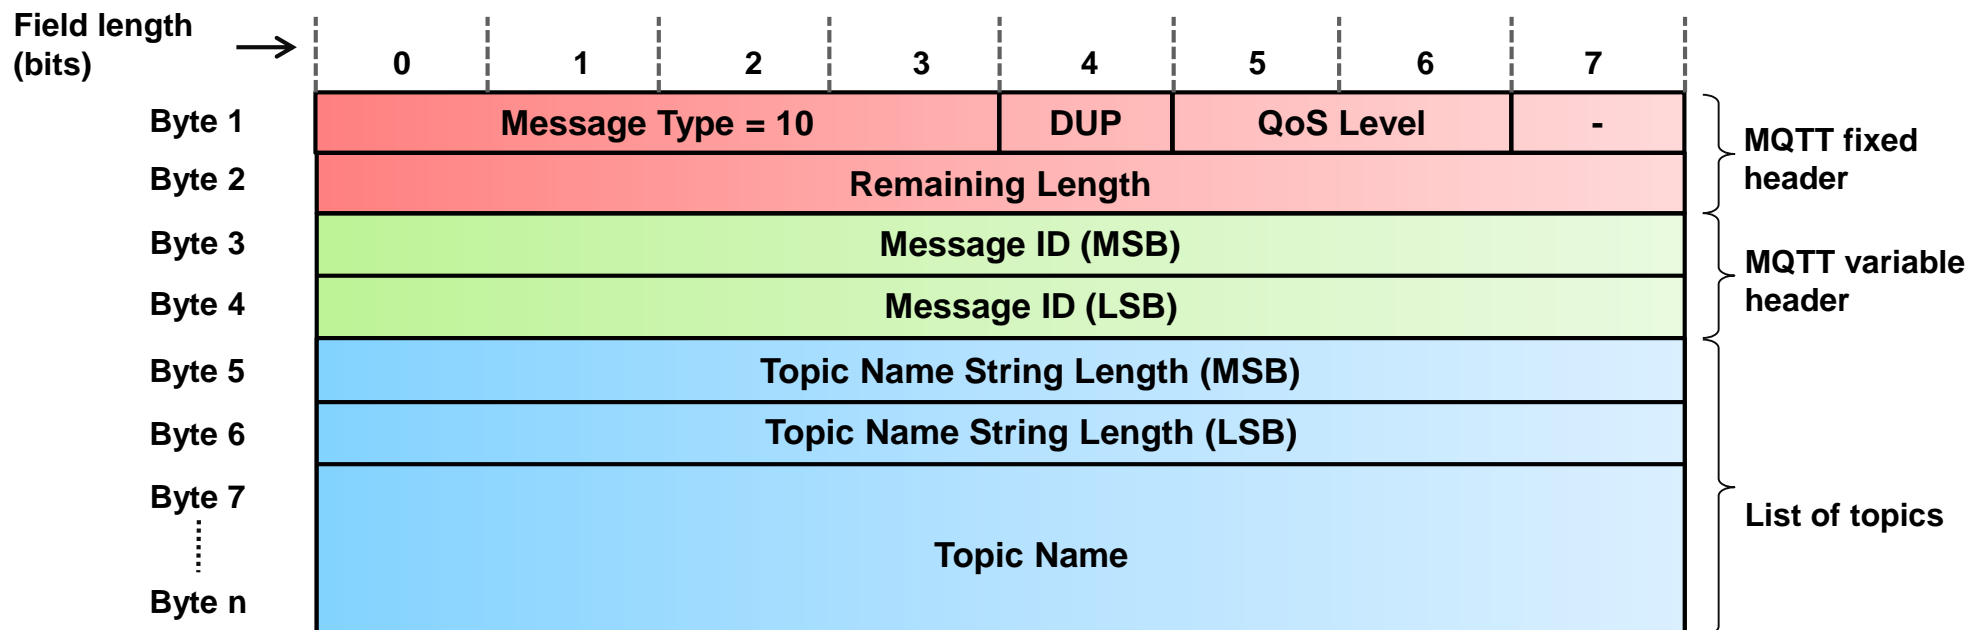 Field length
(bits)
0 1 2 3 4 5 6 7
Byte 1 Message Type = 10 DUP QoS Level -
MQTT fixed
header
Byte 2 Remaining Length
Byte 3 Message ID (MSB)
MQTT variable
header
Byte 4 Message ID (LSB)
Byte 5 Topic Name String Length (MSB)
Byte 6 Topic Name String Length (LSB)
Byte 7
List of topics
Topic Name
Byte n